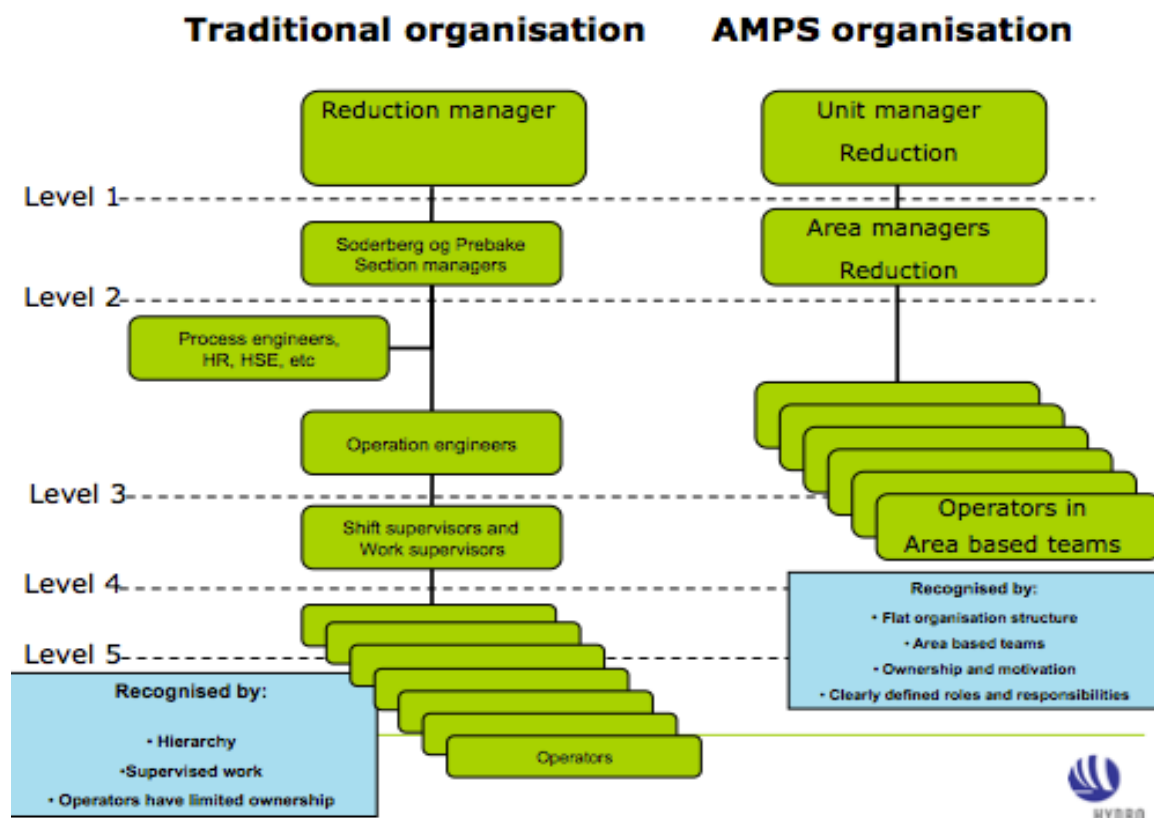 Traditional organisation
AMPS organisation
Reduction manager
Unit manager
Reduction
Level 1
Soderberg og Prebake
Section managers
Area managers
Reduction
Level 2
Process engineers,
HR, HSE, etc
Operation engineers
Level 3
Shift supervisors and
Work supervisors
Operators in
Area based teams
Level 4
Level 5
Recognised by:
• Hierarchy
•Supervised work
• Operators have limited ownership
Operators
Recognised by:
• Flat organisation structure
• Area based teams
• Ownership and motivation
• Clearly defined roles and responsibilities
HYDRO